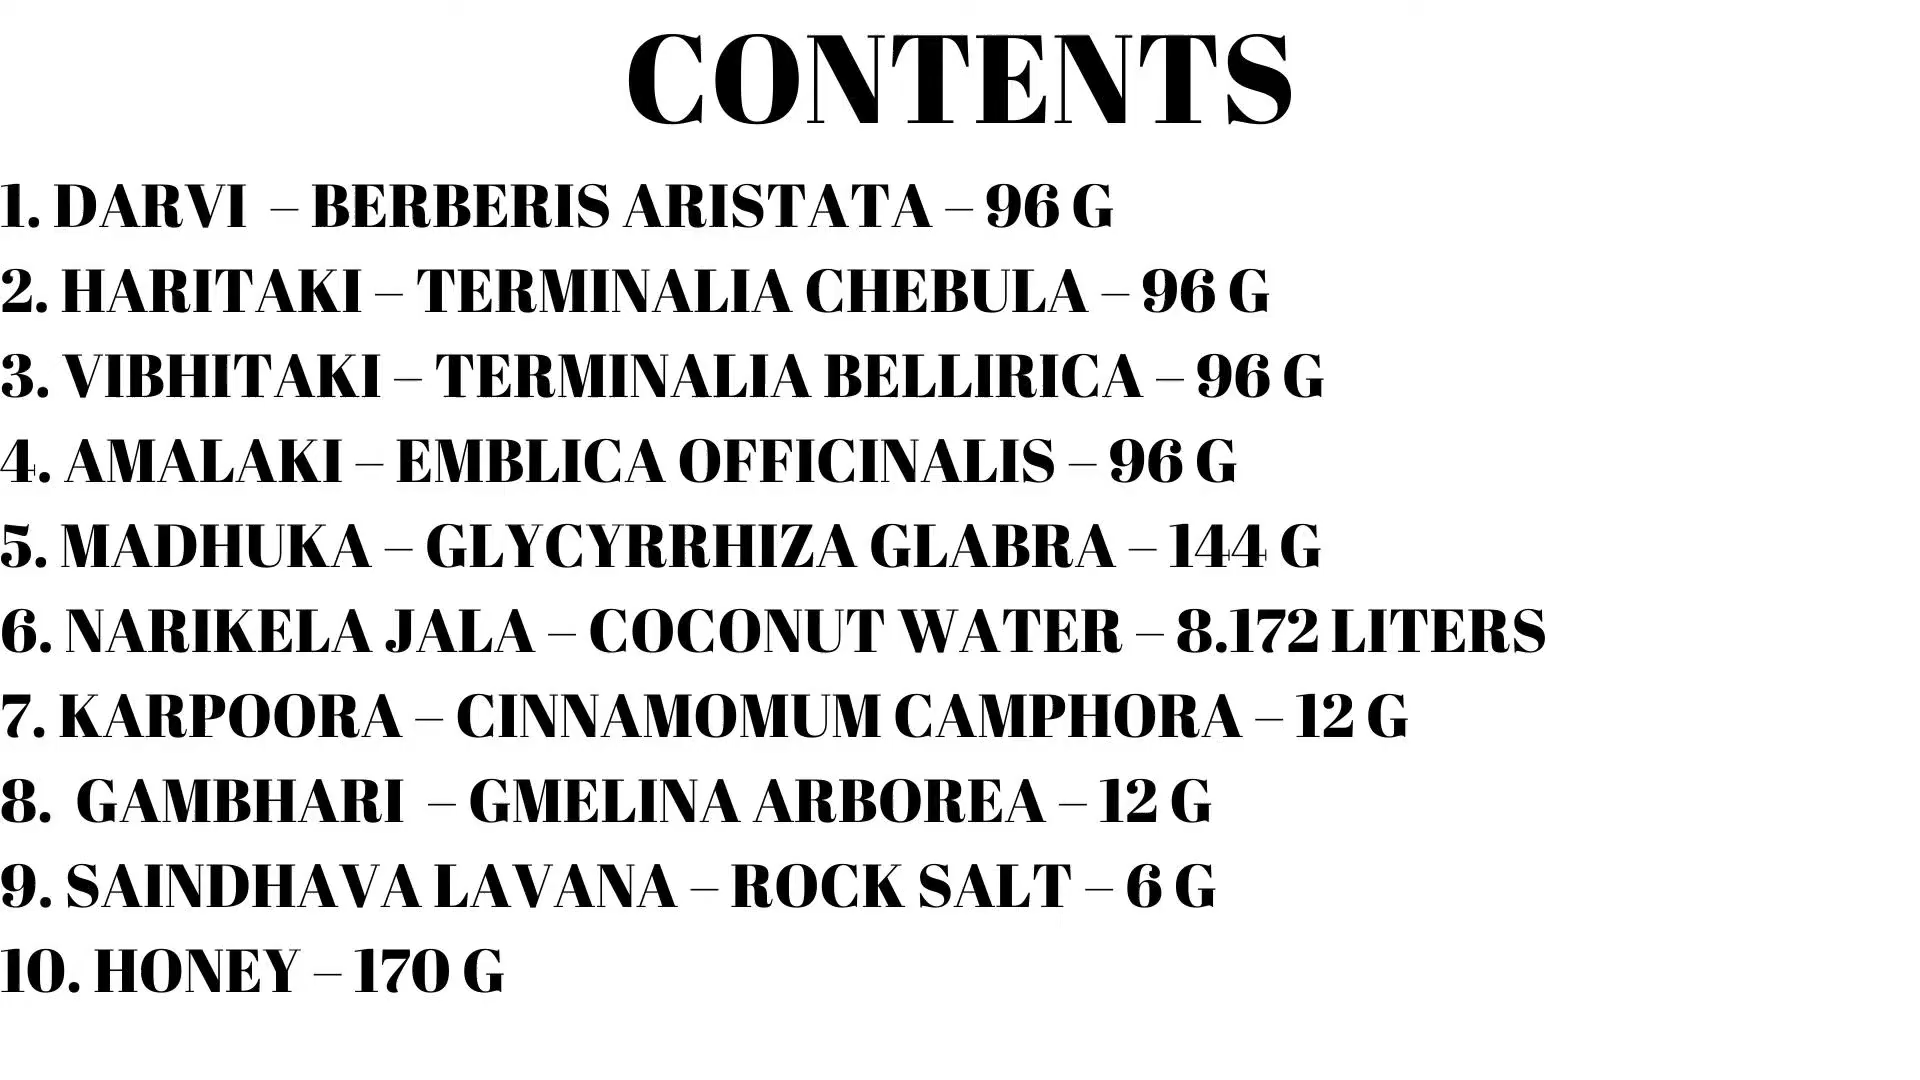 CONTENTS
1. DARVI – BERBERIS ARISTATA – 96 G
2. HARITAKI – TERMINALIA CHEBULA – 96 G
3. VIBHITAKI – TERMINALIA BELLIRICA – 96 G
4. AMALAKI – EMBLICA OFFICINALIS – 96 G
5. MADHUKA – GLYCYRRHIZA GLABRA – 144 G
6. NARIKELA JALA – COCONUT WATER – 8.172 LITERS
7. KARPOORA – CINNAMOMUM CAMPHORA – 12 G
8. GAMBHARI – GMELINA ARBOREA – 12 G
9. SAINDHAVA LAVANA – ROCK SALT – 6 G
10. HONEY – 170 G